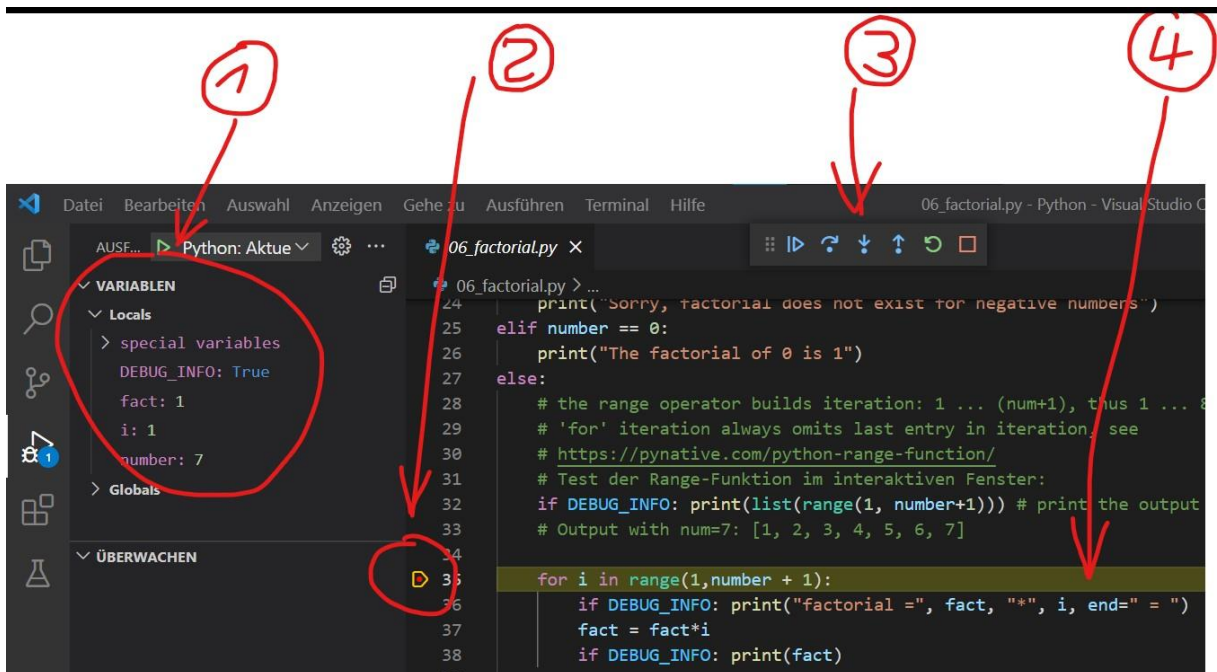 1 2 3 4
Datei Bearbeiten Auswahl Anzeigen Gehe zu Ausführen Terminal Hilfe 06_factorial.py - Python - Visual Studio C
AUSF... Python: Aktue
06_factorial.py
VARIABLEN
Locals
special variables
DEBUG_INFO: True
fact: 1
i: 1
number: 7
Globals
ÜBERWACHEN
1
06_factorial.py > ...
24 print("Sorry, factorial does not exist for negative numbers")
25 elif number == 0:
26 print("The factorial of 0 is 1")
27 else:
28 # the range operator builds iteration: 1 ... (num+1), thus 1 ... 8
29 # 'for' iteration always omits last entry in iteration, see
30 # https://pynative.com/python-range-function/
31 # Test der Range-Funktion im interaktiven Fenster:
32 if DEBUG_INFO: print(list(range(1, number+1))) # print the output
33 # Output with num=7: [1, 2, 3, 4, 5, 6, 7]
34
35 for i in range(1,number + 1):
36 if DEBUG_INFO: print("factorial =", fact, "*", i, end=" = ")
37 fact = fact*i
38 if DEBUG_INFO: print(fact)